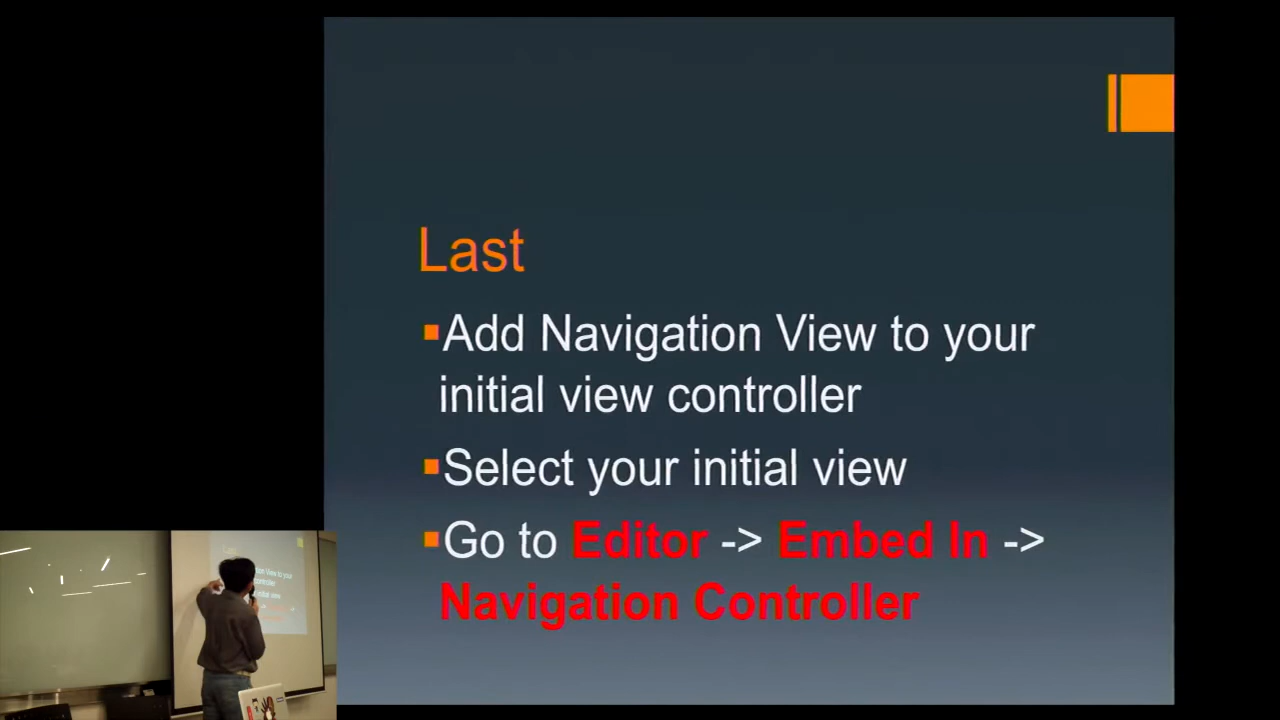 Last
Add Navigation View to your
initial view controller
Select your initial view
Go to Editor -> Embed In ->
Navigation Controller